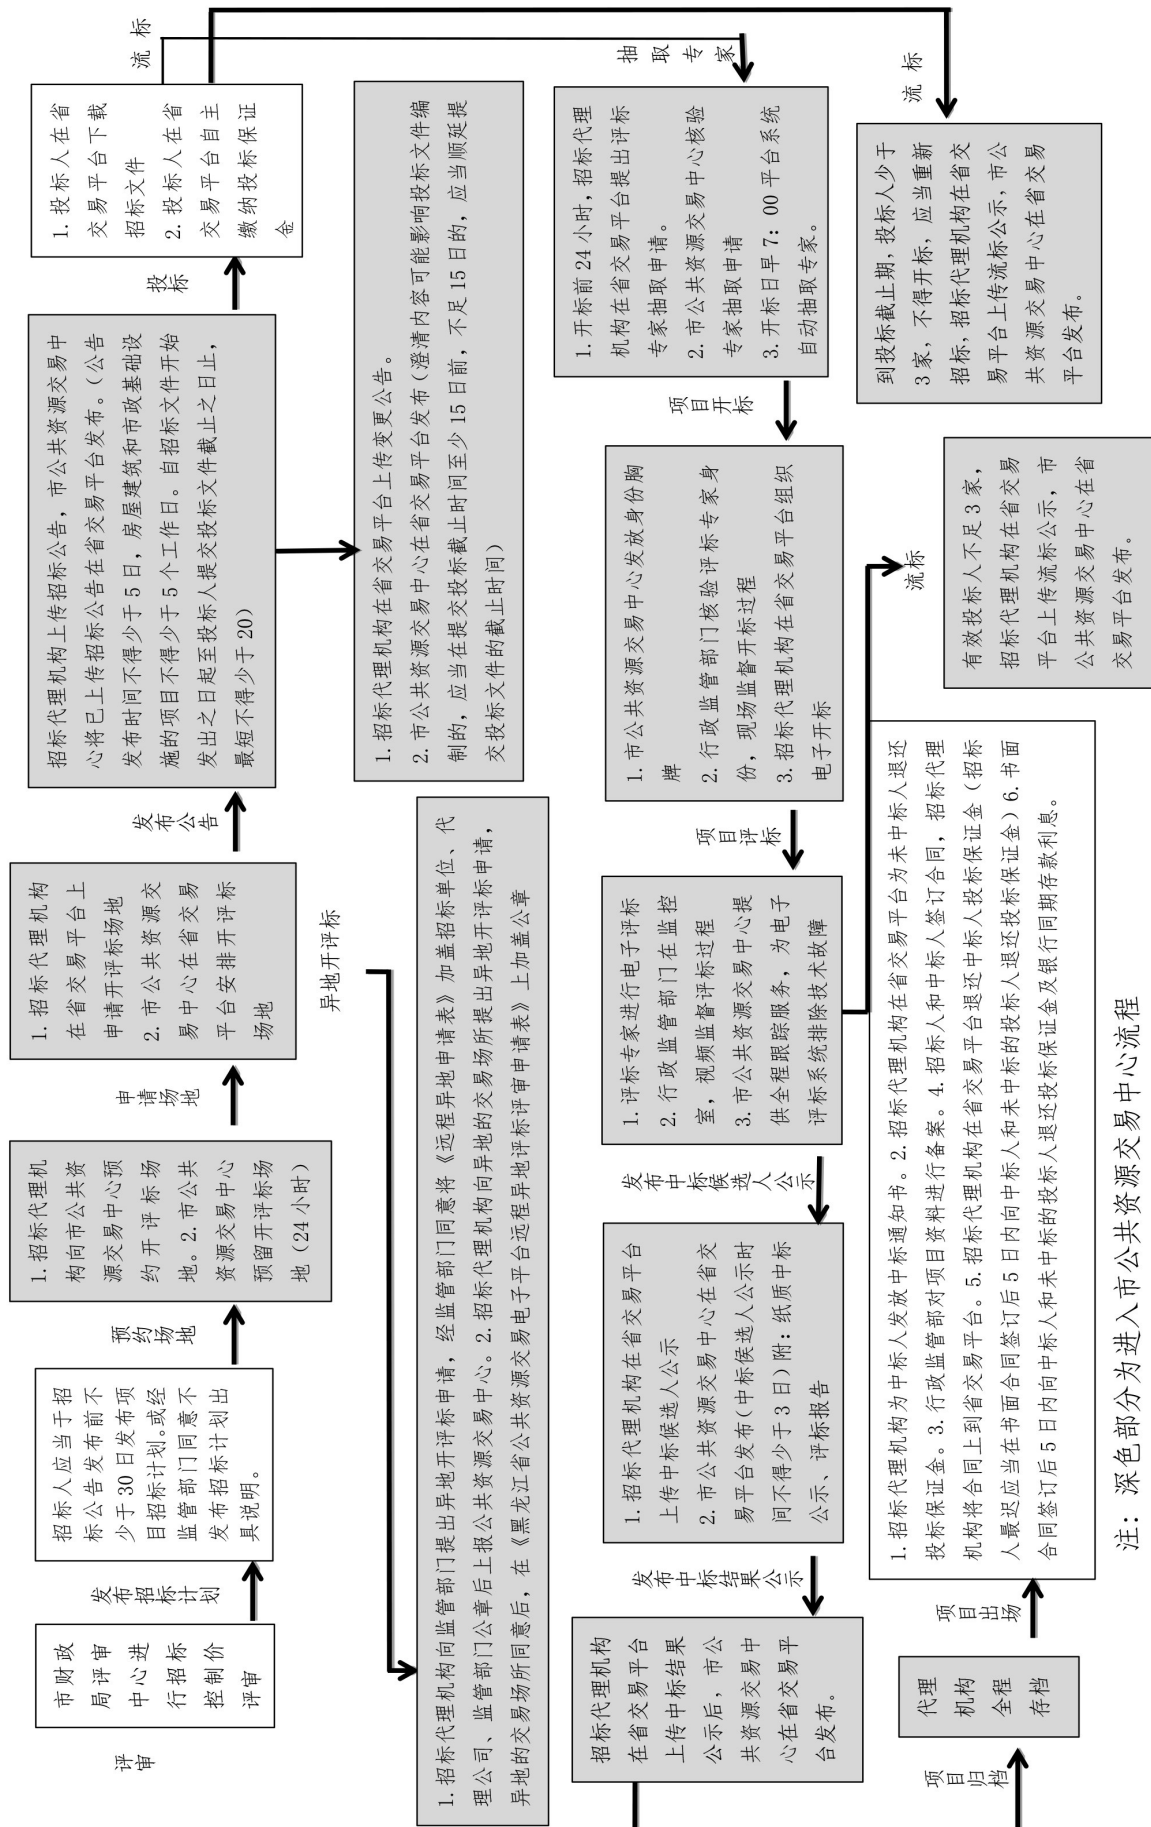 评审
市财政
局评审
中心进
行招标
控制价
评审
发布招标计划
招标人应当于招
标公告发布前不
少于 30 日发布项
目招标计划。或经
监管部门同意不
发布招标计划出
具说明。
预约场地
1. 招标代理机
构向市公共资
源交易中心预
约开评标场
地。2. 市公共
资源交易中心
预留开评标场
地（24 小时）
申请场地
1. 招标代理机构
在省交易平台上
申请开评标场地
2. 市公共资源交
易中心在省交易
平台安排开评标
场地
发布公告
招标代理机构上传招标公告，市公共资源交易中
心将已上传招标公告在省交易平台发布。（公告
发布时间不得少于 5 日，房屋建筑和市政基础设
施的项目不得少于 5 个工作日。自招标文件开始
发出之日起至投标人提交投标文件截止之日止，
最短不得少于 20）
投标
1. 投标人在省
交易平台下载
招标文件
2. 投标人在省
交易平台自主
缴纳投标保证
金
流标
异地开评标
1. 招标代理机构向监管部门提出异地开评标申请，经监管部门同意将《远程异地申请表》加盖招标单位、代
理公司、监管部门公章后上报公共资源交易中心。2. 招标代理机构向异地的交易场所提出异地开评标申请，
异地的交易场所同意后，在《黑龙江省公共资源交易电子平台远程异地评标评审申请表》上加盖公章
1. 招标代理机构在省交易平台上传变更公告。
2. 市公共资源交易中心在省交易平台发布（澄清内容可能影响投标文件编
制的，应当在提交投标截止时间至少 15 日前，不足 15 日的，应当顺延提
交投标文件的截止时间）
抽取专家
1. 开标前 24 小时，招标代理
机构在省交易平台提出评标
专家抽取申请。
2. 市公共资源交易中心核验
专家抽取申请
3. 开标日早 7：00 平台系统
自动抽取专家。
项目开标
1. 市公共资源交易中心发放身份胸
牌
2. 行政监管部门核验评标专家身
份，现场监督开标过程
3. 招标代理机构在省交易平台组织
电子开标
项目评标
1. 评标专家进行电子评标
2. 行政监管部门在监控
室，视频监督评标过程
3. 市公共资源交易中心提
供全程跟踪服务，为电子
评标系统排除技术故障
发布中标候选人公示
1. 招标代理机构在省交易平台
上传中标候选人公示
2. 市公共资源交易中心在省交
易平台发布（中标候选人公示时
间不得少于 3 日）附：纸质中标
公示、评标报告
发布中标结果公示
招标代理机构
在省交易平台
上传中标结果
公示后，市公
共资源交易中
心在省交易平
台发布。
流标
到投标截止期，投标人少于
3 家，不得开标，应当重新
招标，招标代理机构在省交
易平台上传流标公示，市公
共资源交易中心在省交易
平台发布。
流标
有效投标人不足 3 家，
招标代理机构在省交易
平台上传流标公示，市
公共资源交易中心在省
交易平台发布。
项目归档
代理
机构
全程
存档
项目出场
1. 招标代理机构为中标人发放中标通知书。2. 招标代理机构在省交易平台为未中标人退还
投标保证金。3. 行政监管部对项目资料进行备案。4. 招标人和中标人签订合同，招标代理
机构将合同上到省交易平台。5. 招标代理机构在省交易平台退还中标人投标保证金（招标
人最迟应当在书面合同签订后 5 日内向中标人和未中标的投标人退还投标保证金）6. 书面
合同签订后 5 日内向中标人和未中标的投标人退还投标保证金及银行同期存款利息。
注：深色部分为进入市公共资源交易中心流程